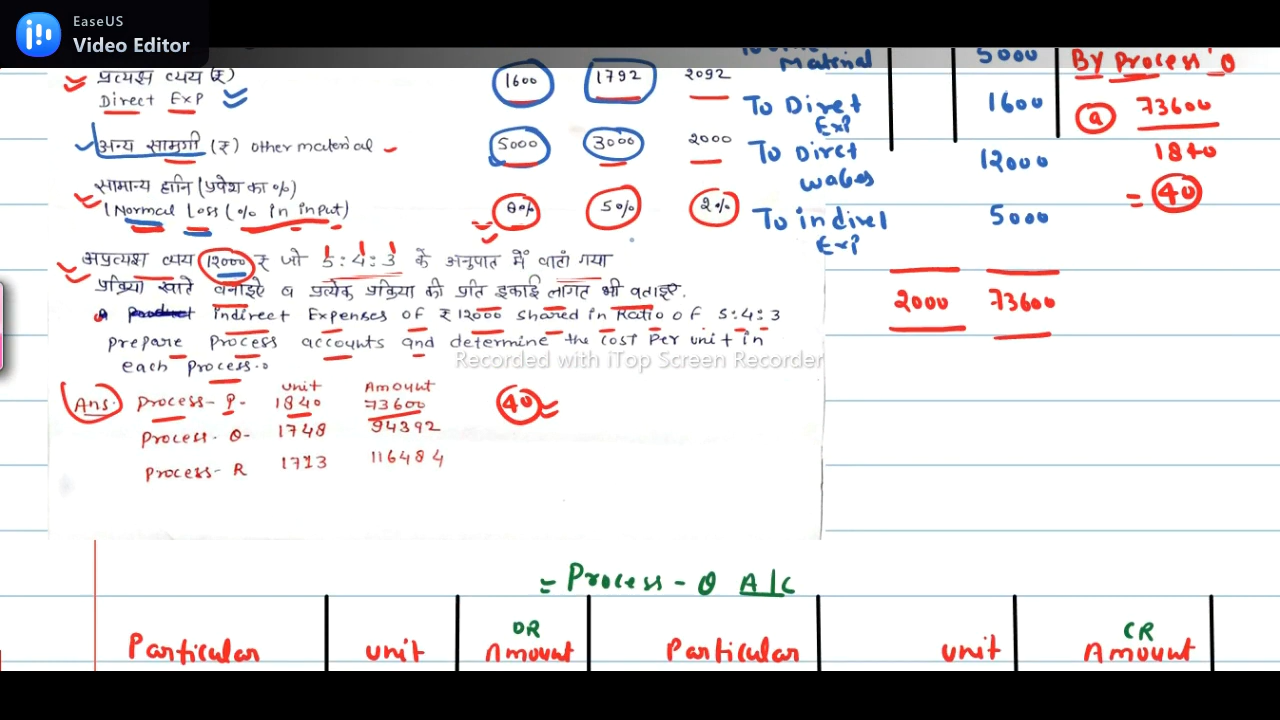 EaseUS
Video Editor
प्रत्यक्ष व्यय (₹)
Direct Exp
1600 1792 2092
अन्य सामग्री (₹) other material
5000 3000 2000
सामान्य हानि (प्रवेश का %)
(Normal Loss (% in input)
8% 5% 2%
अप्रत्यक्ष व्यय 12000 ₹ जो 5:4:3 के अनुपात में बाटां गया
प्रक्रिया खाते बनाइऐ व प्रत्येक प्रक्रिया की प्रति इकाई लागत भी बताइए.
Indirect Expenses of ₹12000 shared in Ratio of 5:4:3
prepare Process accounts and determine the cost Per unit in
each Process.
Recorded with iTop Screen Recorder
unit Amount
Ans. Process- P- 1840 73600 40
Process- Q- 1748 94392
Process- R 1713 116484
Material 5000
To Diret Exp 1600
To Dirct wages 12000
To indirel Exp 5000
2000 73600
By Process Q
@ 73600
1840
= 40
= Process - Q A/C
DR CR
Particular unit Amount Particular unit Amount